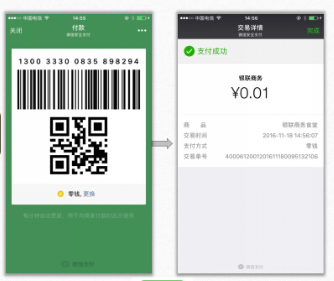 中国电信 14:55
关闭
付款
微信安全支付
1300 3330 0835 898294
零钱, 更换
微信支付
中国电信 14:56
交易详情
微信安全支付
完成
支付成功
银联商务
¥0.01
商 品 银联商务食堂
交易时间 2016-11-18 14:56:07
支付方式 零钱
交易单号 4000612001201611180095132106
微信支付